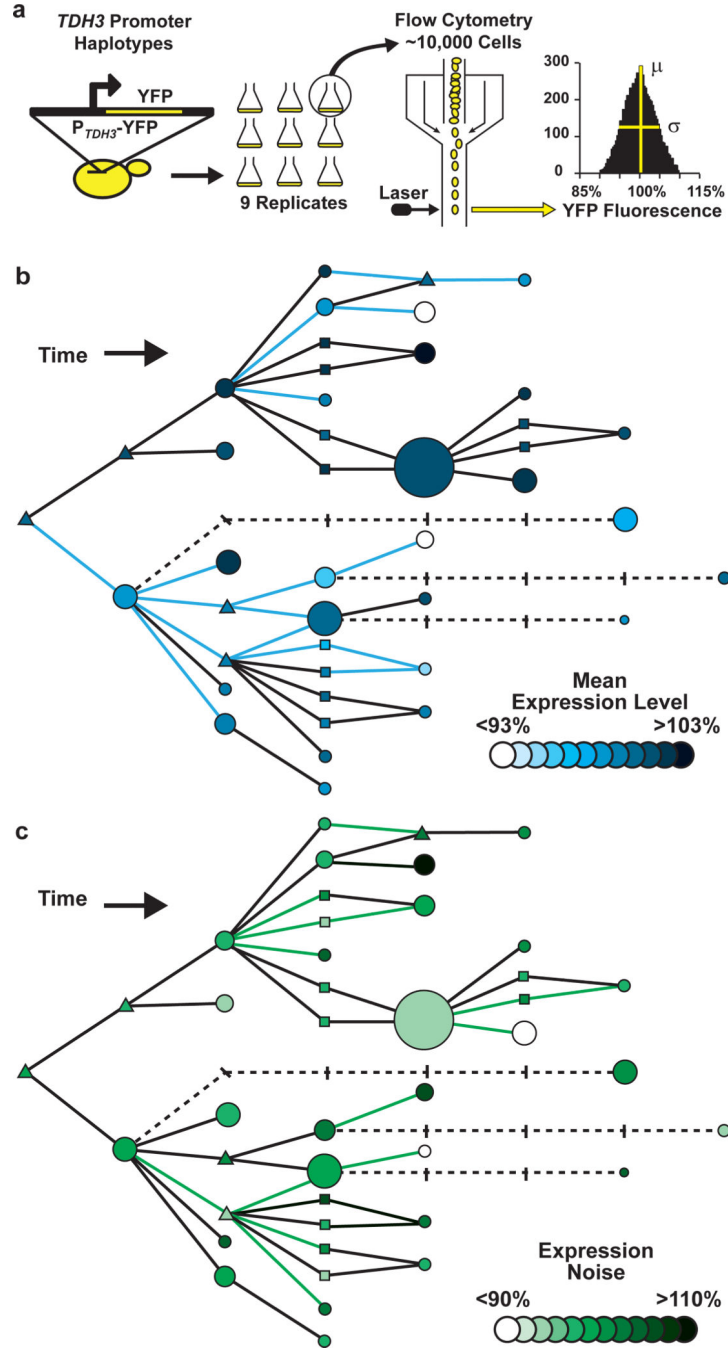 a
TDH3 Promoter
Haplotypes
YFP
PTDH3-YFP
9 Replicates
Flow Cytometry
~10,000 Cells
Laser
300
200
100
0
μ
σ
85% 100% 115%
YFP Fluorescence
b
Time
Mean
Expression Level
<93% >103%
c
Time
Expression
Noise
<90% >110%